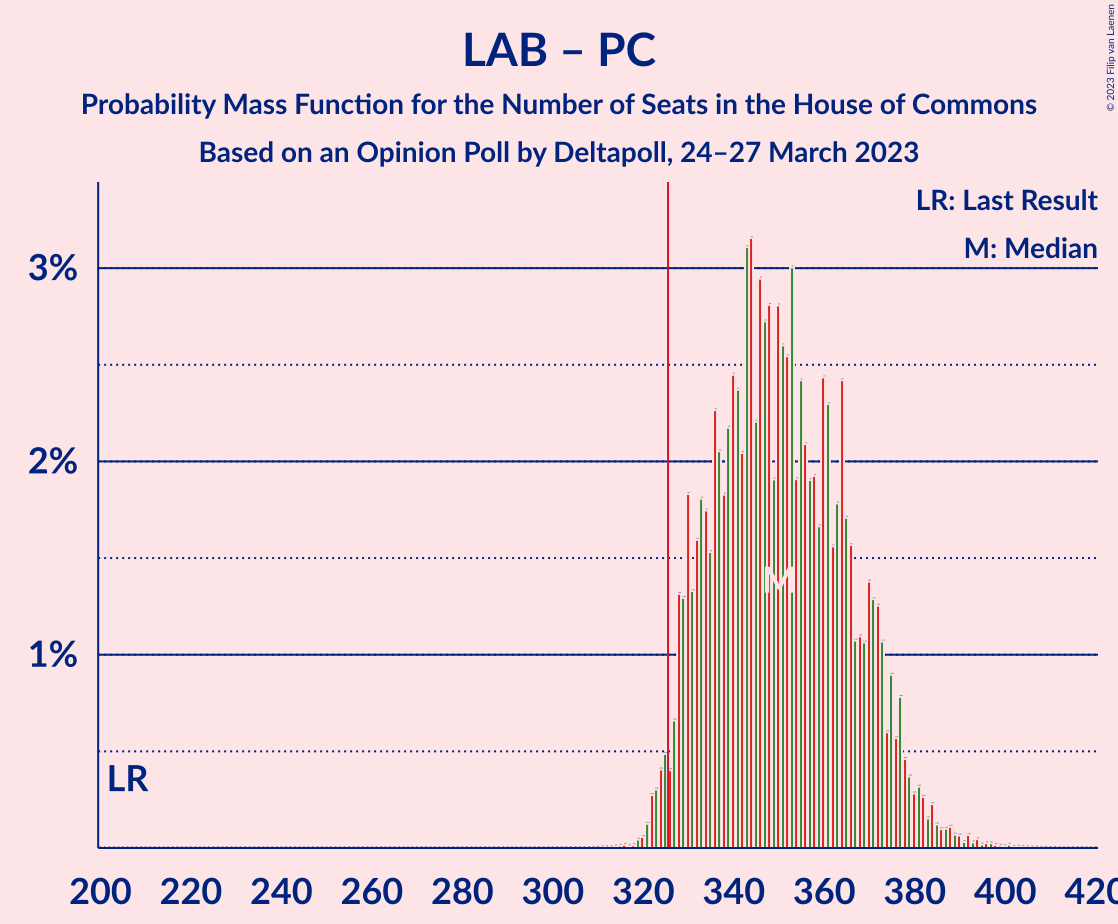 LAB – PC
Probability Mass Function for the Number of Seats in the House of Commons
Based on an Opinion Poll by Deltapoll, 24–27 March 2023
© 2023 Filip van Laenen
LR: Last Result
M: Median
3%
2%
1%
M
LR
200 220 240 260 280 300 320 340 360 380 400 420